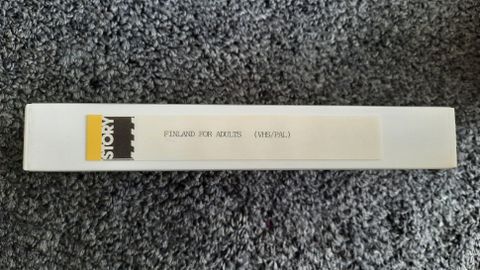 STORY
FINLAND FOR ADULTS (VHS/PAL)